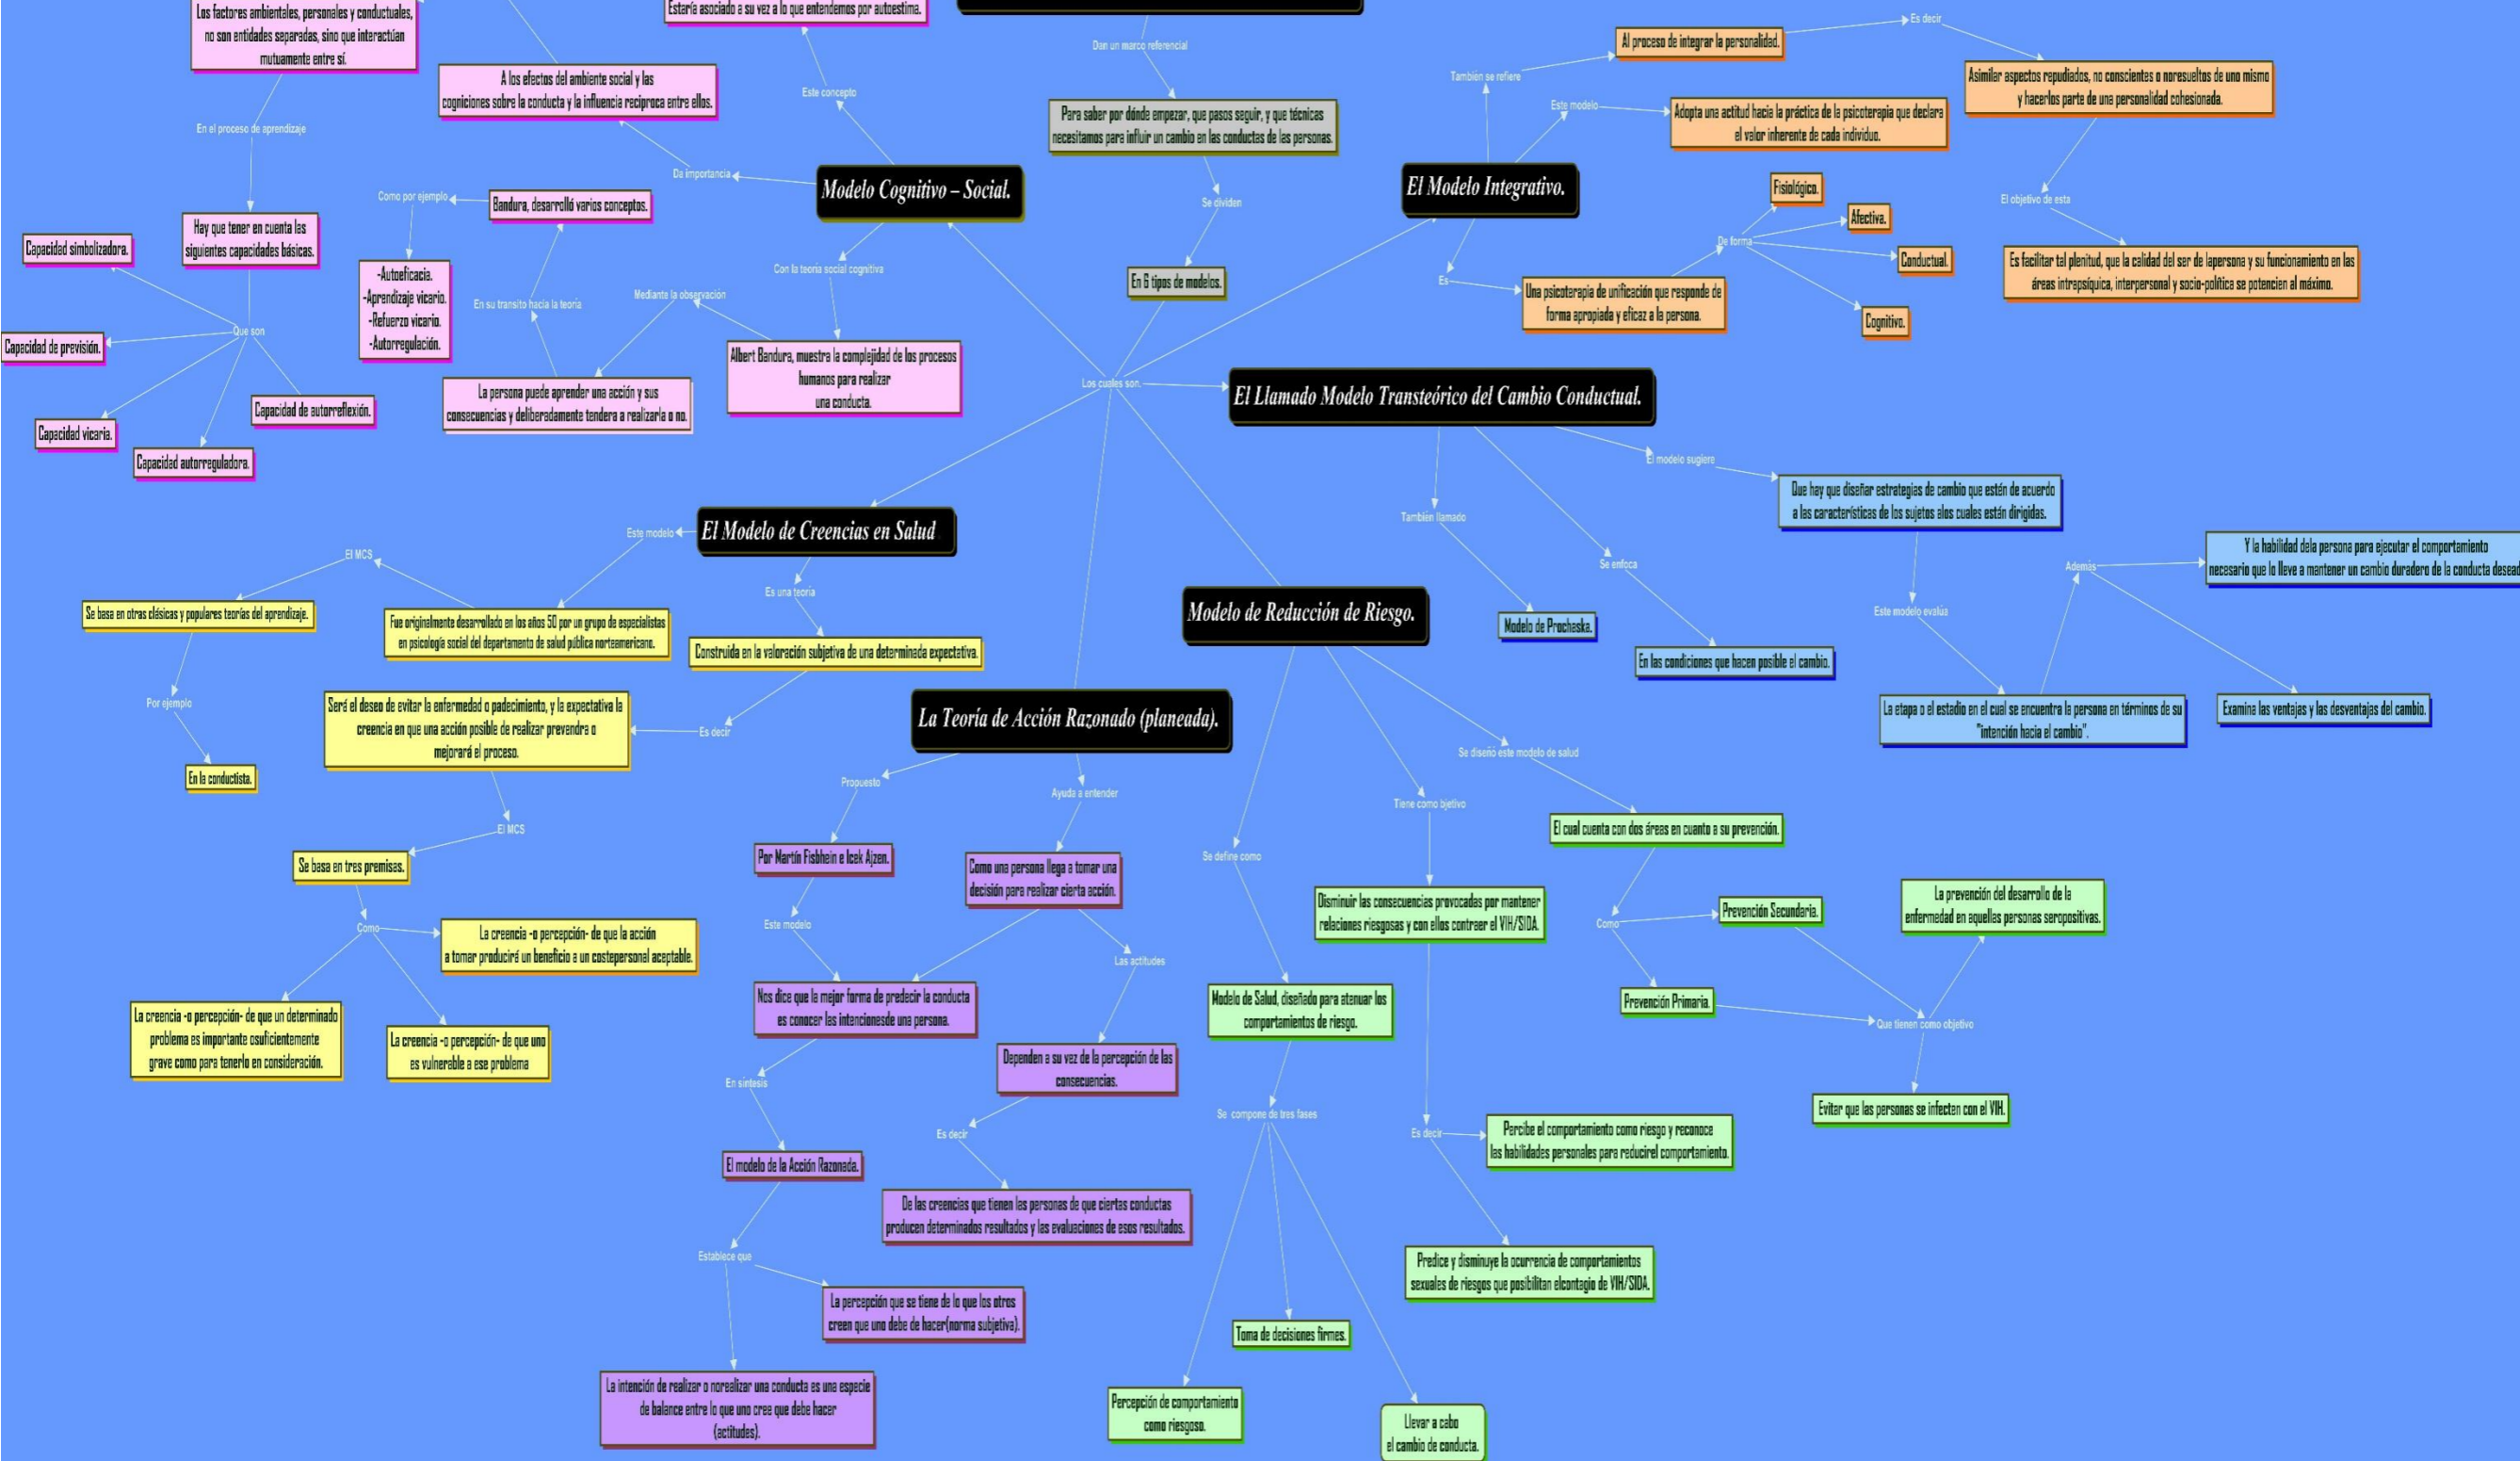 Los factores ambientales, personales y conductuales,
no son entidades separadas, sino que interactúan
mutuamente entre sí.
Estaría asociado a su vez a lo que entendemos por autoestima.
En el proceso de aprendizaje
A los efectos del ambiente social y las
cogniciones sobre la conducta y la influencia reciproca entre ellos.
Este concepto
Da importancia
Modelo Cognitivo – Social.
Hay que tener en cuenta las
siguientes capacidades básicas.
Que son
Capacidad simbolizadora.
Capacidad de previsión.
Capacidad vicaria.
Capacidad autorreguladora.
Capacidad de autorreflexión.
Como por ejemplo
Bandura, desarrolló varios conceptos.
-Autoeficacia.
-Aprendizaje vicario.
-Refuerzo vicario.
-Autorregulación.
En su transito hacia la teoría
Mediante la observación
Con la teoría social cognitiva
Albert Bandura, muestra la complejidad de los procesos
humanos para realizar
una conducta.
La persona puede aprender una acción y sus
consecuencias y deliberadamente tendera a realizarla o no.
Dan un marco referencial
Para saber por dónde empezar, que pasos seguir, y que técnicas
necesitamos para influir un cambio en las conductas de las personas.
Se dividen
En 6 tipos de modelos.
Los cuales son.
El Modelo Integrativo.
También se refiere
Al proceso de integrar la personalidad.
Es decir
Asimilar aspectos repudiados, no conscientes o noresueltos de uno mismo
y hacerlos parte de una personalidad cohesionada.
Este modelo
Adopta una actitud hacia la práctica de la psicoterapia que declara
el valor inherente de cada individuo.
El objetivo de esta
Es facilitar tal plenitud, que la calidad del ser de lapersona y su funcionamiento en las
áreas intrapsíquica, interpersonal y socio-política se potencien al máximo.
Es
Una psicoterapia de unificación que responde de
forma apropiada y eficaz a la persona.
De forma
Fisiológico.
Afectiva.
Conductual.
Cognitivo.
El Llamado Modelo Transteórico del Cambio Conductual.
El modelo sugiere
Que hay que diseñar estrategias de cambio que estén de acuerdo
a las características de los sujetos alos cuales están dirigidas.
También llamado
Modelo de Prochaska.
Se enfoca
En las condiciones que hacen posible el cambio.
Este modelo evalúa
La etapa o el estadio en el cual se encuentra la persona en términos de su
"intención hacia el cambio".
Además
Y la habilidad dela persona para ejecutar el comportamiento
necesario que lo lleve a mantener un cambio duradero de la conducta
Examina las ventajas y las desventajas del cambio.
El Modelo de Creencias en Salud
Este modelo
Fue originalmente desarrollado en los años 50 por un grupo de especialistas
en psicología social del departamento de salud pública norteamericano.
El MCS
Se basa en otras clásicas y populares teorías del aprendizaje.
Por ejemplo
En la conductista.
Es una teoría
Construida en la valoración subjetiva de una determinada expectativa.
Es decir
Será el deseo de evitar la enfermedad o padecimiento, y la expectativa la
creencia en que una acción posible de realizar prevendra o
mejorará el proceso.
El MCS
Se basa en tres premisas.
Como
La creencia -o percepción- de que la acción
a tomar producirá un beneficio a un costepersonal aceptable.
La creencia -o percepción- de que un determinado
problema es importante osuficientemente
grave como para tenerlo en consideración.
La creencia -o percepción- de que uno
es vulnerable a ese problema
La Teoría de Acción Razonado (planeada).
Propuesto
Por Martín Fisbhein e Icek Ajzen.
Este modelo
Ayuda a entender
Como una persona llega a tomar una
decisión para realizar cierta acción.
Las actitudes
Nos dice que la mejor forma de predecir la conducta
es conocer las intencionesde una persona.
Dependen a su vez de la percepción de las
consecuencias.
En síntesis
El modelo de la Acción Razonada.
Es decir
De las creencias que tienen las personas de que ciertas conductas
producen determinados resultados y las evaluaciones de esos resultados.
Establece que
La percepción que se tiene de lo que los otros
creen que uno debe de hacer(norma subjetiva).
La intención de realizar o norealizar una conducta es una especie
de balance entre lo que uno cree que debe hacer
(actitudes).
Modelo de Reducción de Riesgo.
Se define como
Modelo de Salud, diseñado para atenuar los
comportamientos de riesgo.
Se compone de tres fases
Percepción de comportamiento
como riesgoso.
Toma de decisiones firmes.
Llevar a cabo
el cambio de conducta.
Tiene como bjetivo
Disminuir las consecuencias provocadas por mantener
relaciones riesgosas y con ellos contraer el VIH/SIDA.
Es decir
Percibe el comportamiento como riesgo y reconoce
las habilidades personales para reducirel comportamiento.
Predice y disminuye la ocurrencia de comportamientos
sexuales de riesgos que posibilitan elcontagio de VIH/SIDA.
Se diseñó este modelo de salud
El cual cuenta con dos áreas en cuanto a su prevención.
Como
Prevención Secundaria.
Prevención Primaria.
Que tienen como objetivo
La prevención del desarrollo de la
enfermedad en aquellas personas seropositivas.
Evitar que las personas se infecten con el VIH.